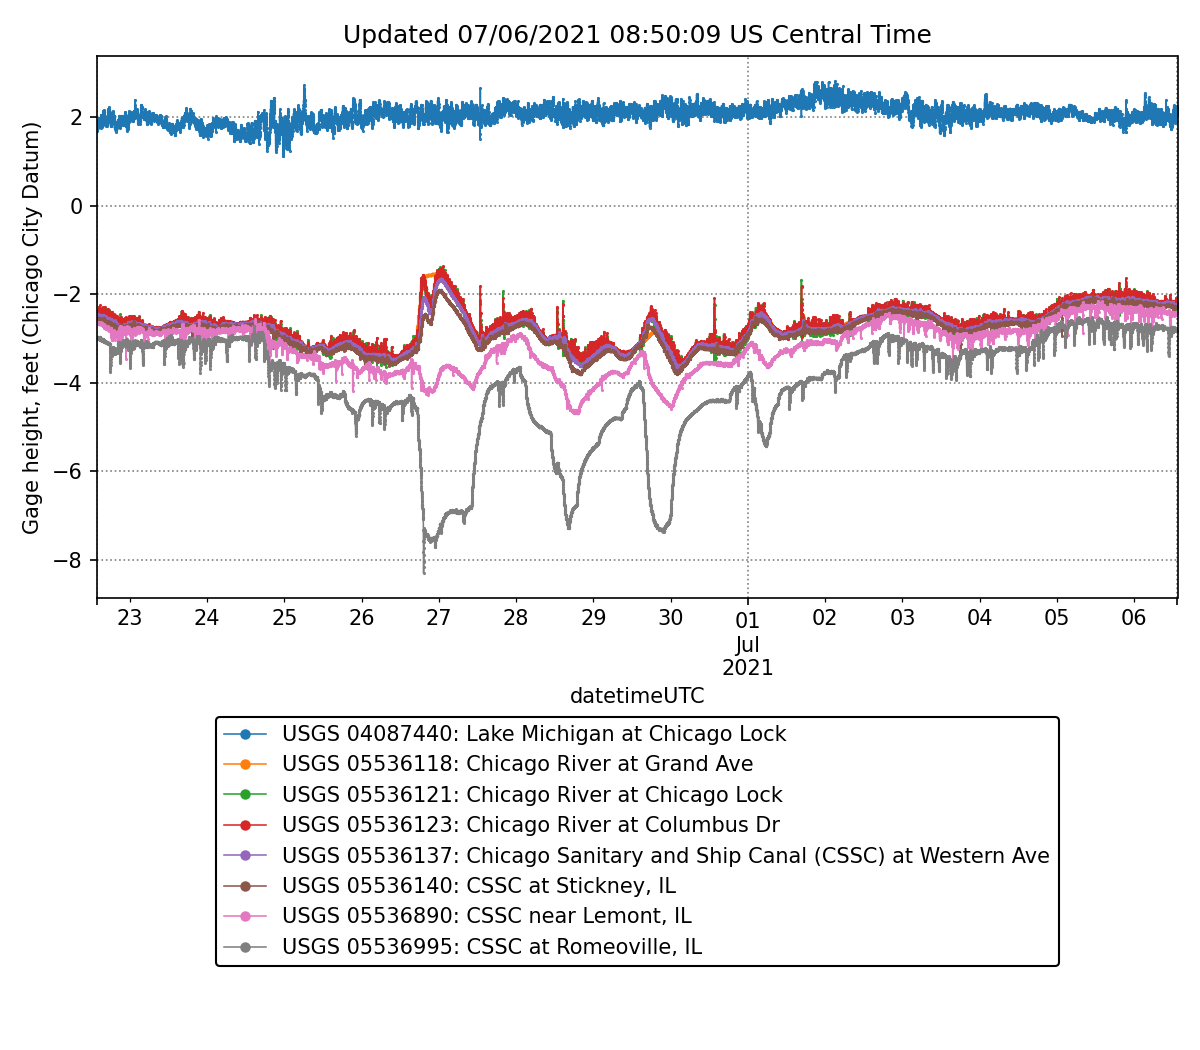 Updated 07/06/2021 08:50:09 US Central Time
Gage height, feet (Chicago City Datum)
2
0
−2
−4
−6
−8
23 24 25 26 27 28 29 30 01 02 03 04 05 06
Jul
2021
datetimeUTC
USGS 04087440: Lake Michigan at Chicago Lock
USGS 05536118: Chicago River at Grand Ave
USGS 05536121: Chicago River at Chicago Lock
USGS 05536123: Chicago River at Columbus Dr
USGS 05536137: Chicago Sanitary and Ship Canal (CSSC) at Western Ave
USGS 05536140: CSSC at Stickney, IL
USGS 05536890: CSSC near Lemont, IL
USGS 05536995: CSSC at Romeoville, IL